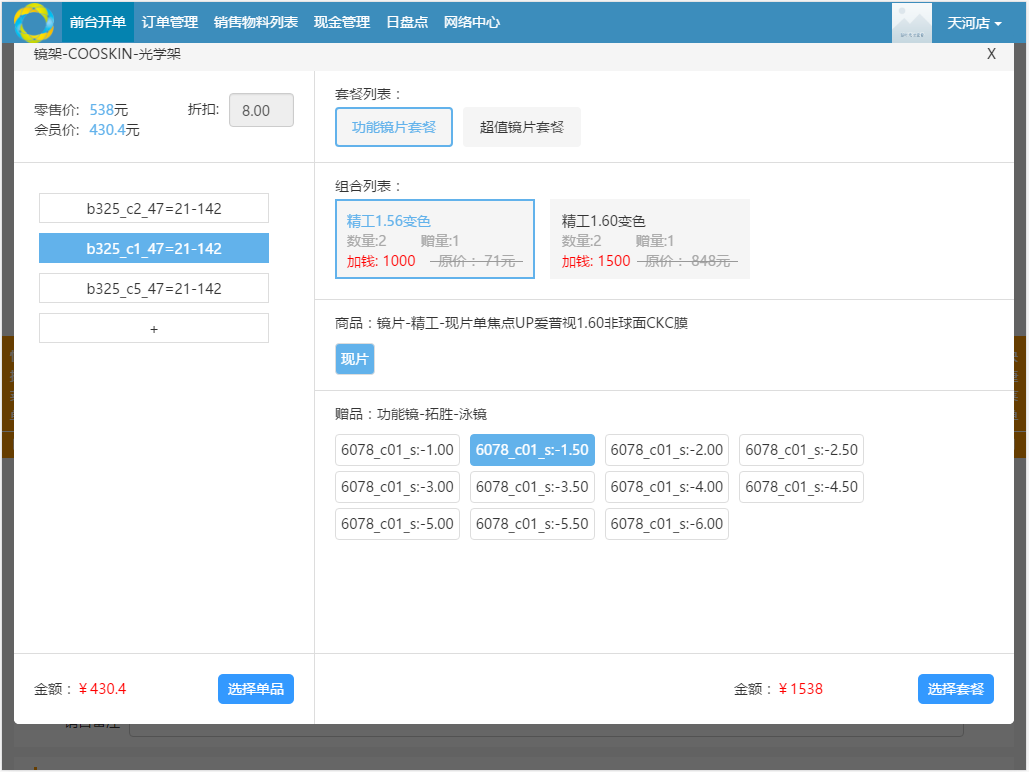 前台开单 订单管理 销售物料列表 现金管理 日盘点 网络中心 天河店
镜架-COOSKIN-光学架 X
零售价: 538元 折扣: 8.00
会员价: 430.4元
b325_c2_47=21-142
b325_c1_47=21-142
b325_c5_47=21-142
+
金额： ¥ 430.4 选择单品
套餐列表：
功能镜片套餐 超值镜片套餐
组合列表：
精工1.56变色
数量:2 赠量:1
加钱: 1000 原价： 71元
精工1.60变色
数量:2 赠量:1
加钱: 1500 原价： 848元
商品：镜片-精工-现片单焦点UP爱普视1.60非球面CKC膜
现片
赠品：功能镜-拓胜-泳镜
6078_c01_s:-1.00 6078_c01_s:-1.50 6078_c01_s:-2.00 6078_c01_s:-2.50
6078_c01_s:-3.00 6078_c01_s:-3.50 6078_c01_s:-4.00 6078_c01_s:-4.50
6078_c01_s:-5.00 6078_c01_s:-5.50 6078_c01_s:-6.00
金额： ¥ 1538 选择套餐